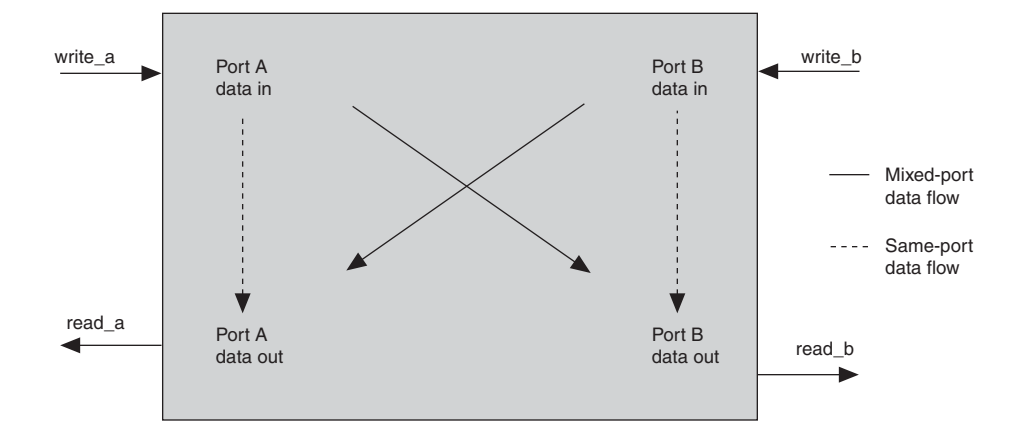 write_a
Port A
data in
Port B
data in
write_b
Mixed-port
data flow
Same-port
data flow
read_a
Port A
data out
Port B
data out
read_b